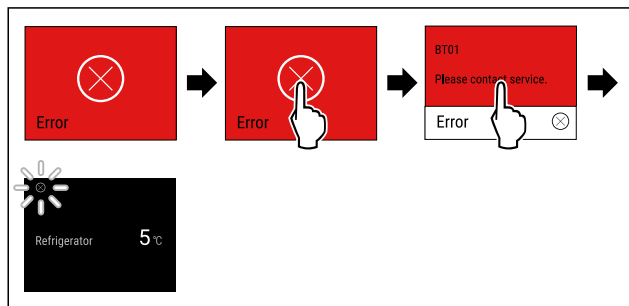 Error
Error
BT01
Please contact service.
Error
Refrigerator 5 °C